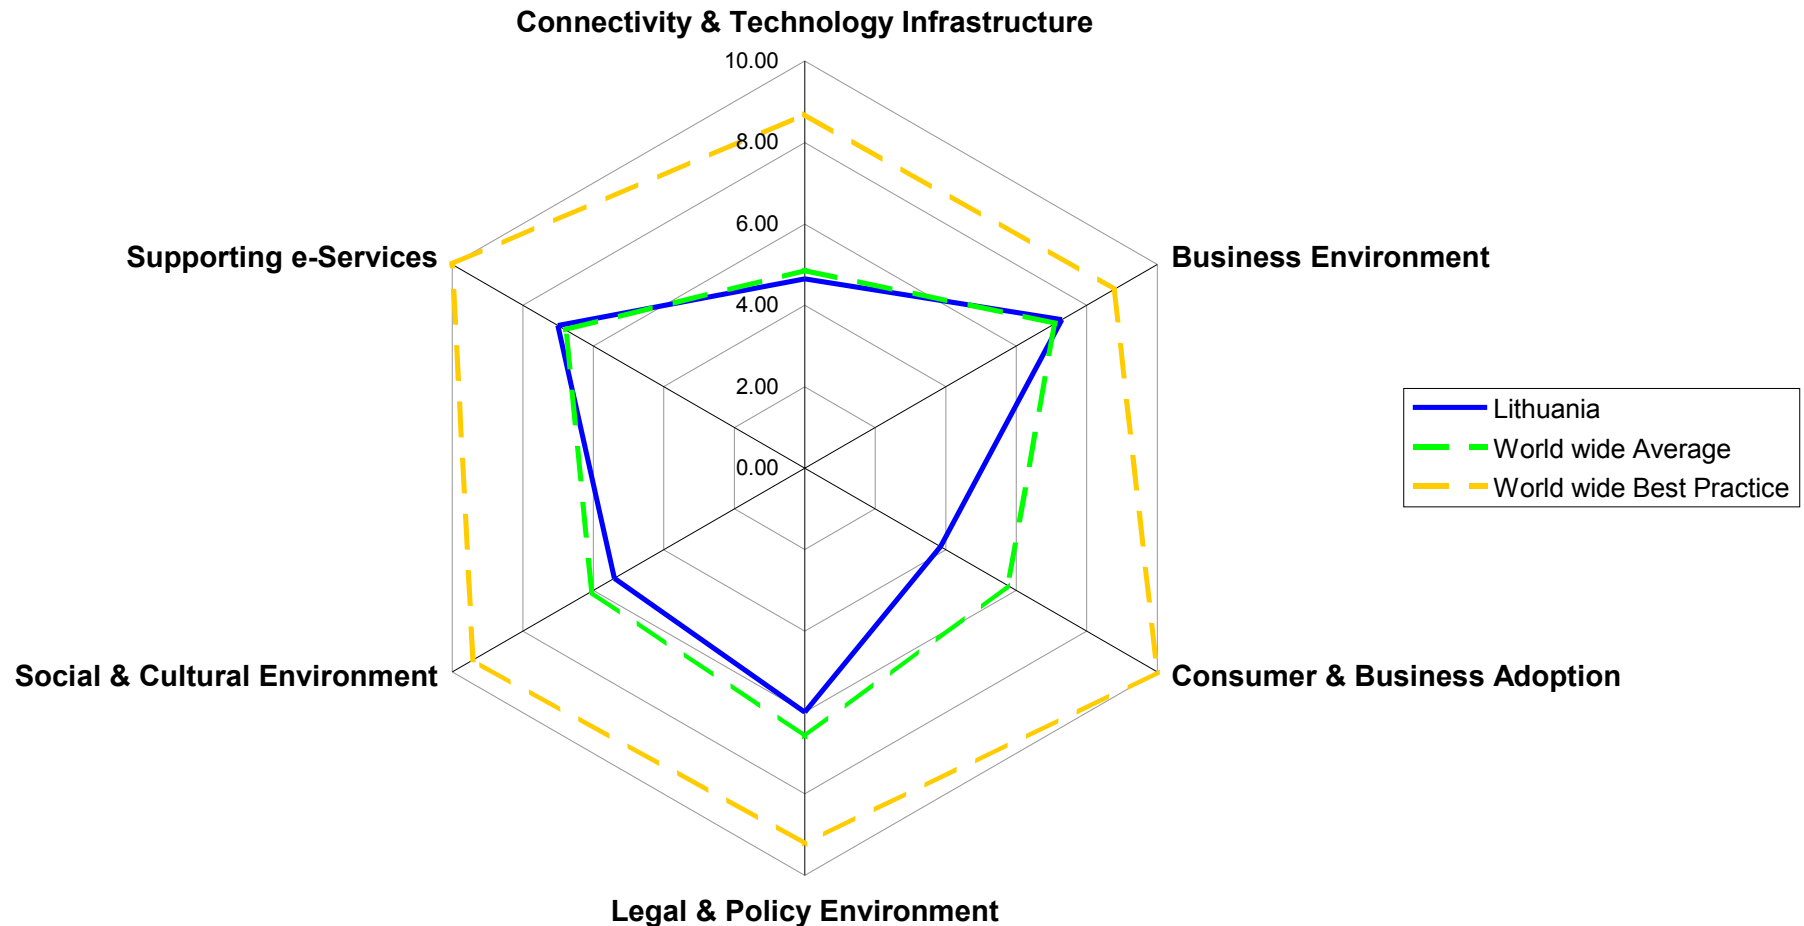 Connectivity & Technology Infrastructure
10.00
8.00
6.00
4.00
2.00
0.00
Supporting e-Services
Business Environment
Lithuania
World wide Average
World wide Best Practice
Social & Cultural Environment
Consumer & Business Adoption
Legal & Policy Environment